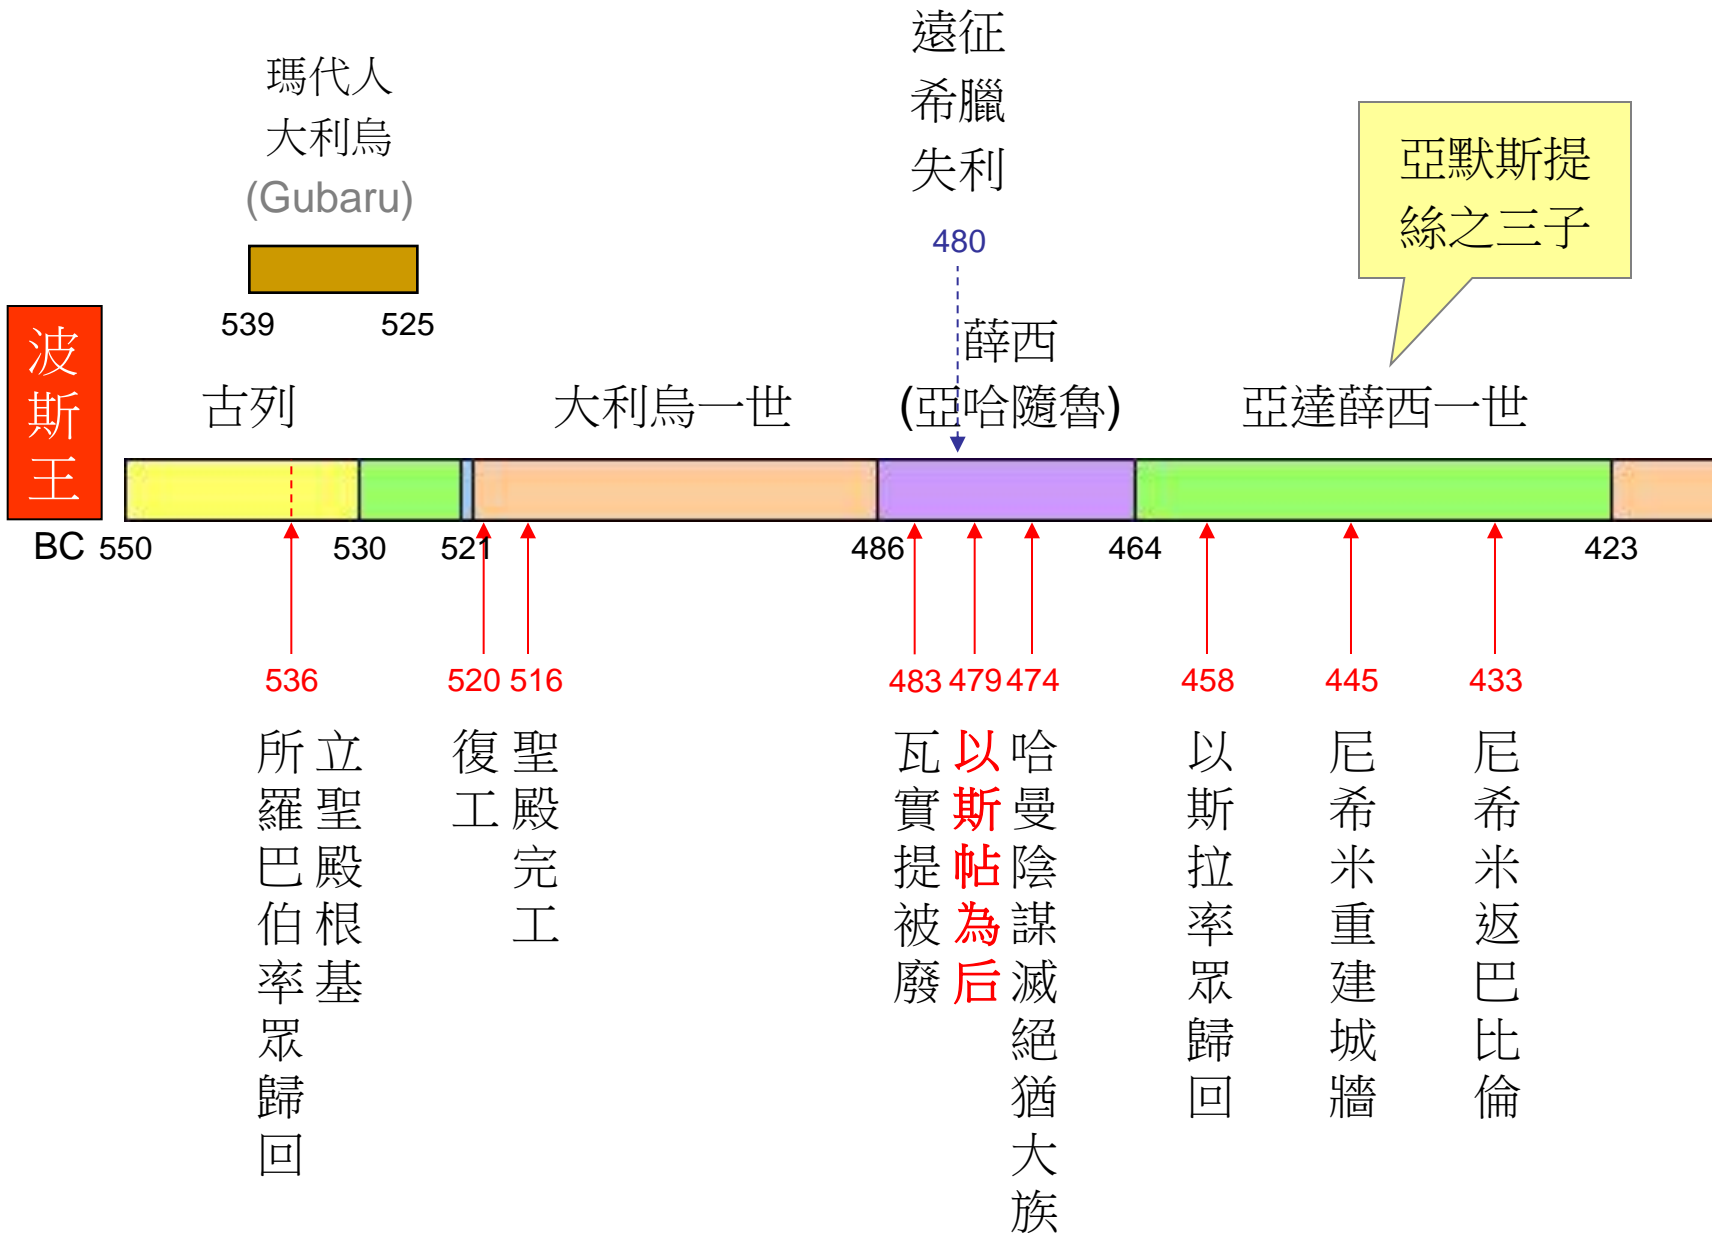 遠征
希臘
失利
480
瑪代人
大利烏
(Gubaru)
539 525
亞默斯提
絲之三子
波斯王
古列
大利烏一世
薛西
(亞哈隨魯)
亞達薛西一世
BC 550 530 521 486 464 423
536 520 516 483 479 474 458 445 433
所羅巴伯率眾歸回
立聖殿根基
復工
聖殿完工
瓦實提被廢
以斯帖為后
哈曼陰謀滅絕猶大族
以斯拉率眾歸回
尼希米重建城牆
尼希米返巴比倫